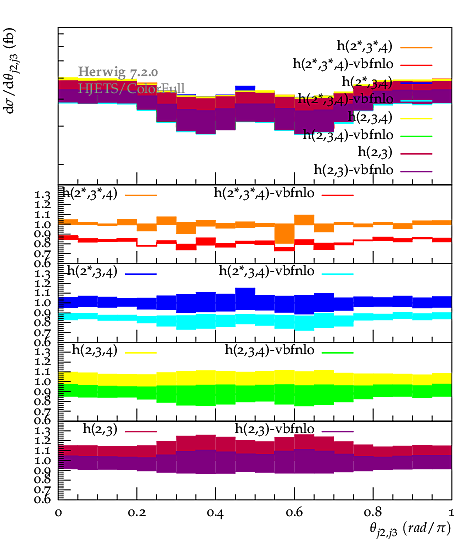 dσ/dθj2,j3 (fb)
h(2*,3*,4)
h(2*,3*,4)-vbfnlo
Herwig 7.2.0
h(2*,3,4)
HJETS/ColorFull
h(2*,3,4)-vbfnlo
h(2,3,4)
h(2,3,4)-vbfnlo
h(2,3)
h(2,3)-vbfnlo
h(2*,3*,4) h(2*,3*,4)-vbfnlo
1.3
1.2
1.1
1.0
0.9
0.8
0.7
0.6
h(2*,3,4) h(2*,3,4)-vbfnlo
1.3
1.2
1.1
1.0
0.9
0.8
0.7
0.6
h(2,3,4) h(2,3,4)-vbfnlo
1.3
1.2
1.1
1.0
0.9
0.8
0.7
0.6
h(2,3) h(2,3)-vbfnlo
1.3
1.2
1.1
1.0
0.9
0.8
0.7
0.6
0 0.2 0.4 0.6 0.8 1
θj2,j3 (rad/π)